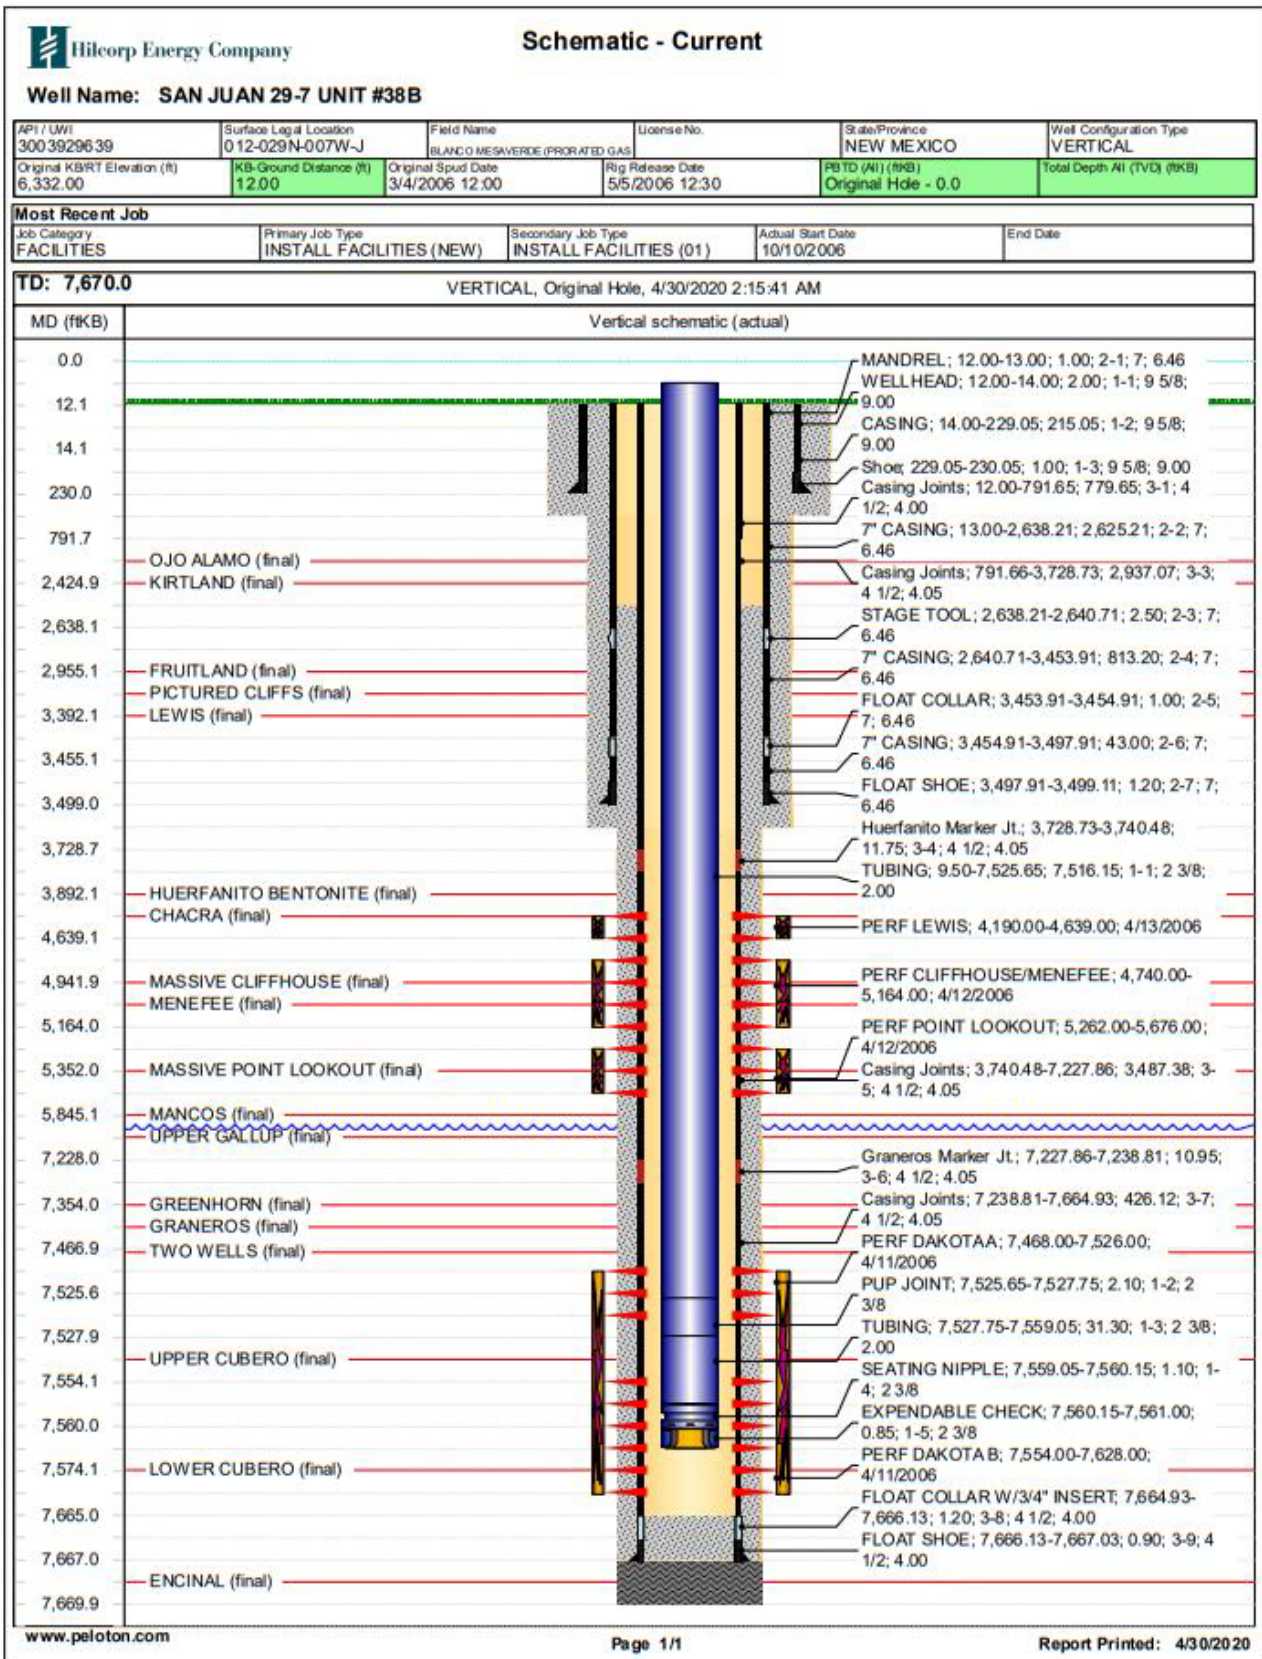 Hilcorp Energy Company
Schematic - Current
Well Name: SAN JUAN 29-7 UNIT #38B
API / UWI
3003929639
Surface Legal Location
012-029N-007W-J
Field Name
BLANCO MESAVERDE (PRORATED GAS
License No.
State/Province
NEW MEXICO
Well Configuration Type
VERTICAL
Original KB/RT Elevation (ft)
6,332.00
KB-Ground Distance (ft)
12.00
Original Spud Date
3/4/2006 12:00
Rig Release Date
5/5/2006 12:30
PBTD (All) (ftKB)
Original Hole - 0.0
Total Depth All (TVD) (ftKB)
Most Recent Job
Job Category
FACILITIES
Primary Job Type
INSTALL FACILITIES (NEW)
Secondary Job Type
INSTALL FACILITIES (01)
Actual Start Date
10/10/2006
End Date
TD: 7,670.0
VERTICAL, Original Hole, 4/30/2020 2:15:41 AM
MD (ftKB)
Vertical schematic (actual)
0.0
12.1
14.1
230.0
791.7
2,424.9
2,638.1
2,955.1
3,392.1
3,455.1
3,499.0
3,728.7
3,892.1
4,639.1
4,941.9
5,164.0
5,352.0
5,845.1
7,228.0
7,354.0
7,466.9
7,525.6
7,527.9
7,554.1
7,560.0
7,574.1
7,665.0
7,667.0
7,669.9
OJO ALAMO (final)
KIRTLAND (final)
FRUITLAND (final)
PICTURED CLIFFS (final)
LEWIS (final)
HUERFANITO BENTONITE (final)
CHACRA (final)
MASSIVE CLIFFHOUSE (final)
MENEFEE (final)
MASSIVE POINT LOOKOUT (final)
MANCOS (final)
UPPER GALLUP (final)
GREENHORN (final)
GRANEROS (final)
TWO WELLS (final)
UPPER CUBERO (final)
LOWER CUBERO (final)
ENCINAL (final)
MANDREL; 12.00-13.00; 1.00; 2-1; 7; 6.46
WELLHEAD; 12.00-14.00; 2.00; 1-1; 9 5/8;
9.00
CASING; 14.00-229.05; 215.05; 1-2; 9 5/8;
9.00
Shoe; 229.05-230.05; 1.00; 1-3; 9 5/8; 9.00
Casing Joints; 12.00-791.65; 779.65; 3-1; 4
1/2; 4.00
7" CASING; 13.00-2,638.21; 2,625.21; 2-2; 7;
6.46
Casing Joints; 791.66-3,728.73; 2,937.07; 3-3;
4 1/2; 4.05
STAGE TOOL; 2,638.21-2,640.71; 2.50; 2-3; 7;
6.46
7" CASING; 2,640.71-3,453.91; 813.20; 2-4; 7;
6.46
FLOAT COLLAR; 3,453.91-3,454.91; 1.00; 2-5;
7; 6.46
7" CASING; 3,454.91-3,497.91; 43.00; 2-6; 7;
6.46
FLOAT SHOE; 3,497.91-3,499.11; 1.20; 2-7; 7;
6.46
Huerfanito Marker Jt.; 3,728.73-3,740.48;
11.75; 3-4; 4 1/2; 4.05
TUBING; 9.50-7,525.65; 7,516.15; 1-1; 2 3/8;
2.00
PERF LEWIS; 4,190.00-4,639.00; 4/13/2006
PERF CLIFFHOUSE/MENEFEE; 4,740.00-
5,164.00; 4/12/2006
PERF POINT LOOKOUT; 5,262.00-5,676.00;
4/12/2006
Casing Joints; 3,740.48-7,227.86; 3,487.38; 3-
5; 4 1/2; 4.05
Graneros Marker Jt.; 7,227.86-7,238.81; 10.95;
3-6; 4 1/2; 4.05
Casing Joints; 7,238.81-7,664.93; 426.12; 3-7;
4 1/2; 4.05
PERF DAKOTA A; 7,468.00-7,526.00;
4/11/2006
PUP JOINT; 7,525.65-7,527.75; 2.10; 1-2; 2
3/8
TUBING; 7,527.75-7,559.05; 31.30; 1-3; 2 3/8;
2.00
SEATING NIPPLE; 7,559.05-7,560.15; 1.10; 1-
4; 2 3/8
EXPENDABLE CHECK; 7,560.15-7,561.00;
0.85; 1-5; 2 3/8
PERF DAKOTA B; 7,554.00-7,628.00;
4/11/2006
FLOAT COLLAR W/3/4" INSERT; 7,664.93-
7,666.13; 1.20; 3-8; 4 1/2; 4.00
FLOAT SHOE; 7,666.13-7,667.03; 0.90; 3-9; 4
1/2; 4.00
www.peloton.com
Page 1/1
Report Printed: 4/30/2020